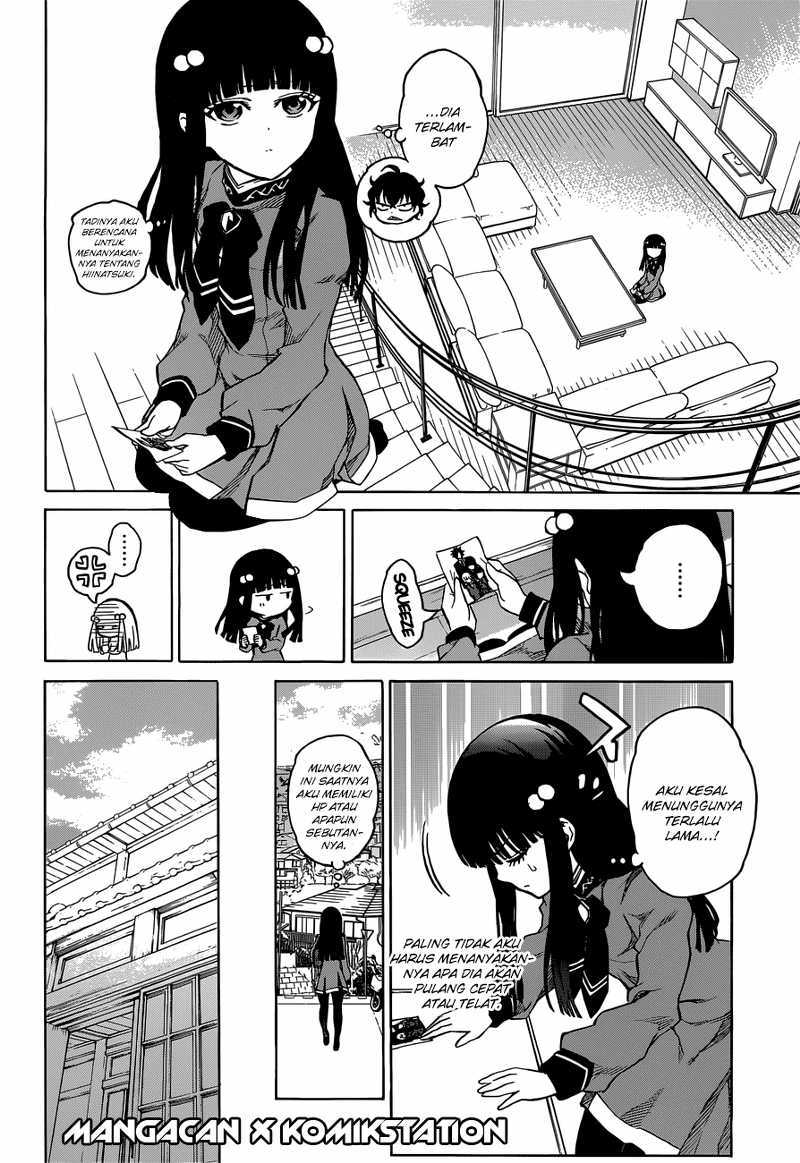 ...DIA
TERLAM-
BAT
TADINYA AKU
BERENCANA
UNTUK
MENANYAKAN-
NYA TENTANG
HIINATSUKI.
......
SQUEEZE
......
AKU KESAL
MENUNGGUNYA
TERLALU
LAMA...!
PALING TIDAK AKU
HARUS MENANYAKAN-
NYA APA DIA AKAN
PULANG CEPAT
ATAU TELAT.
MUNGKIN
INI SAATNYA
AKU MEMILIKI
HP ATAU
APAPUN
SEBUTAN-
NYA.
MANGACAN X KOMIKSTATION